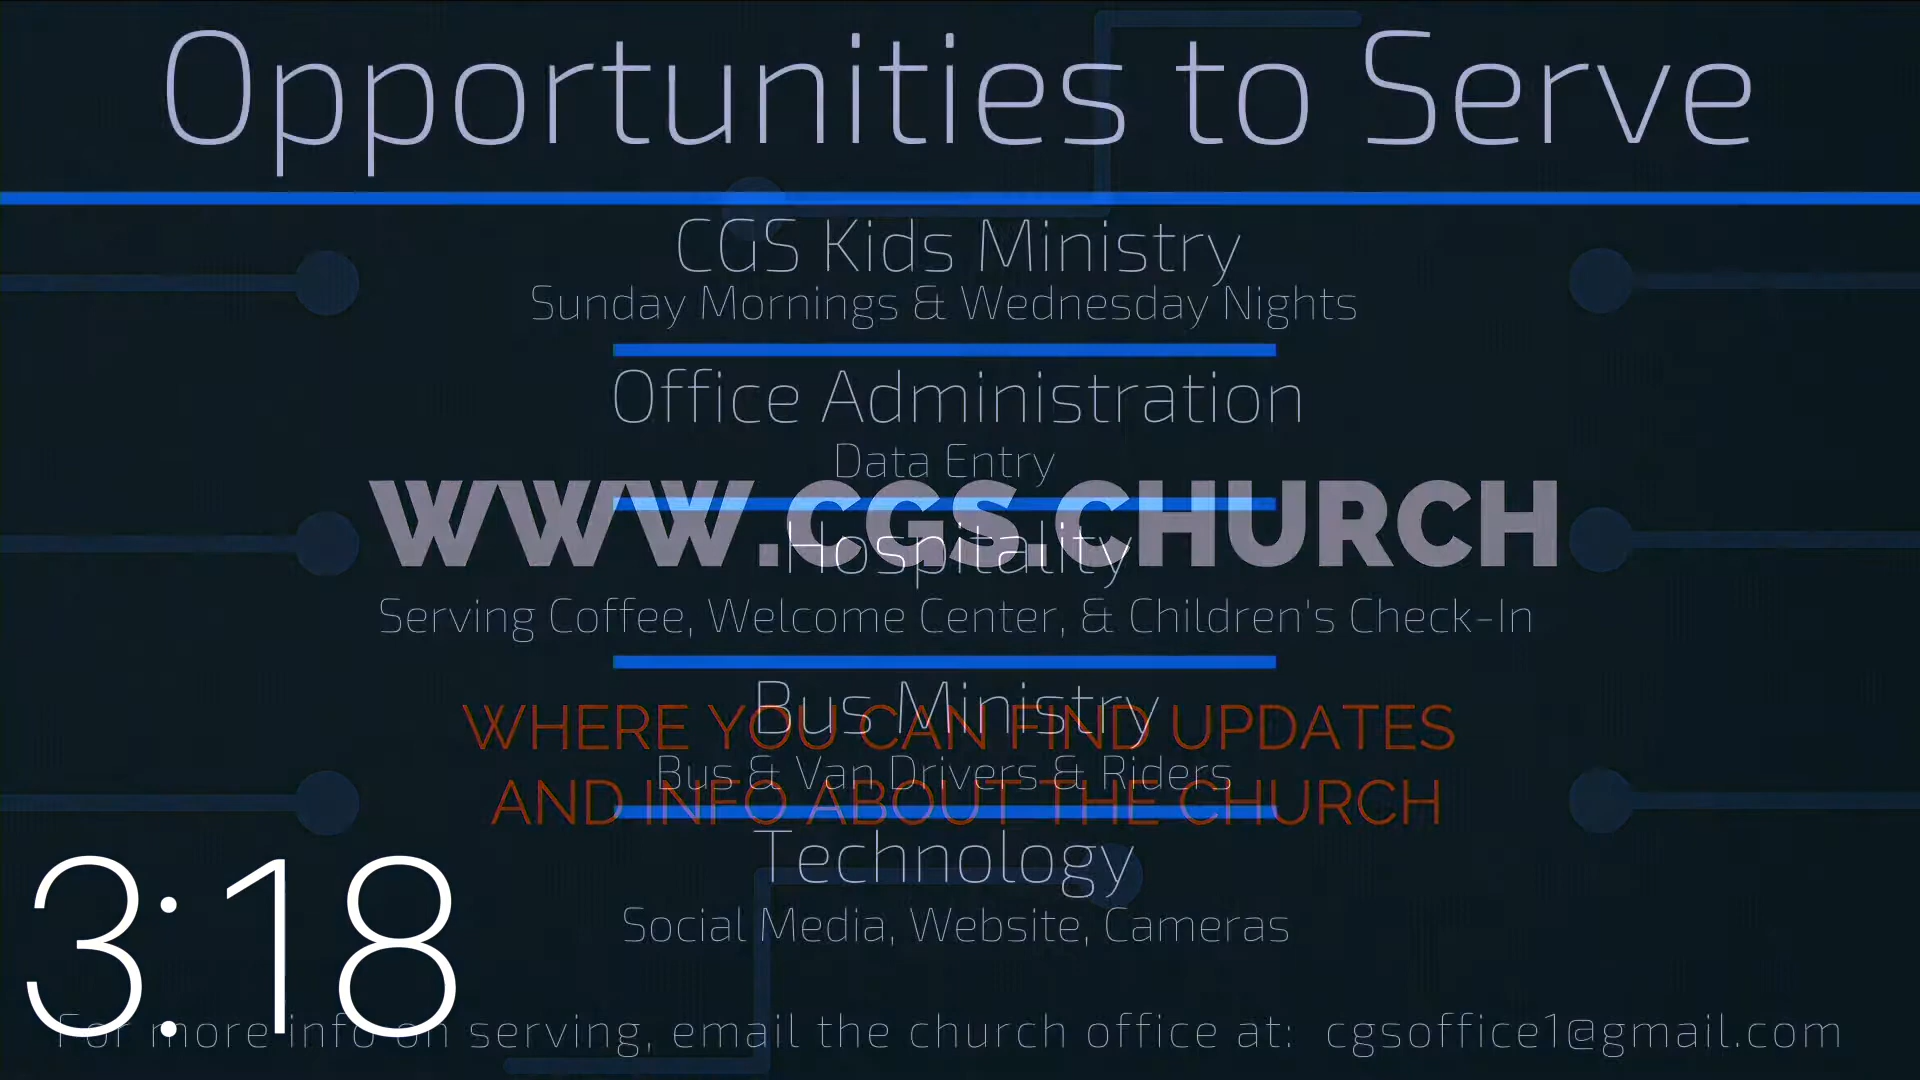 Opportunities to Serve
CGS Kids Ministry
Sunday Mornings & Wednesday Nights
Office Administration
Data Entry
WWW.CGS.CHURCH
Hospitality
Serving Coffee, Welcome Center, & Children's Check-In
Bus Ministry
WHERE YOU CAN FIND UPDATES
Bus & Van Drivers & Riders
AND INFO ABOUT THE CHURCH
Technology
Social Media, Website, Cameras
3:18
For more info on serving, email the church office at: cgsoffice1@gmail.com